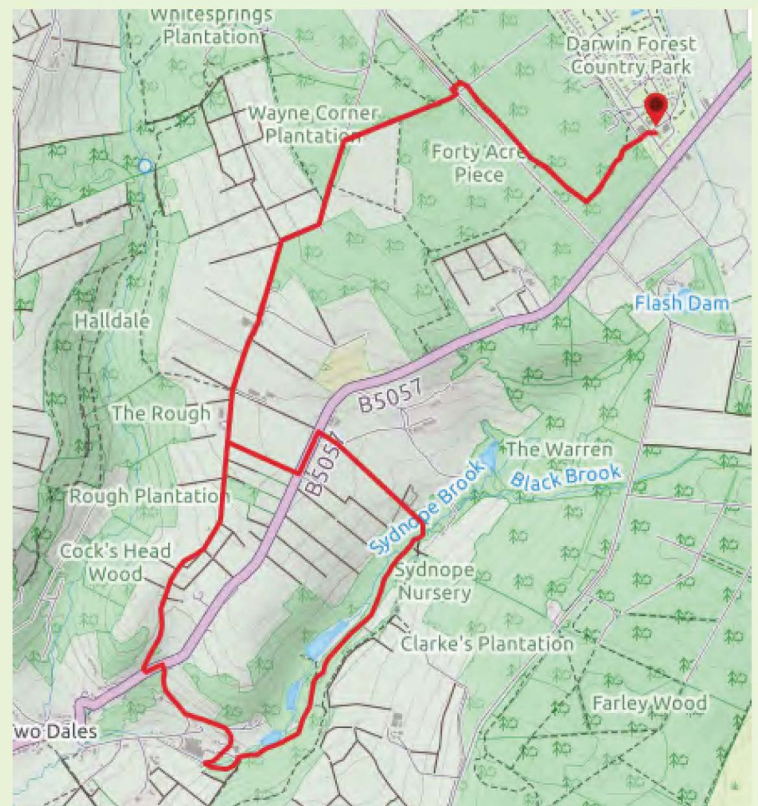 Whitesprings
Plantation
Darwin Forest
Country Park
Wayne Corner
Plantation
Forty Acre
Piece
Flash Dam
Halldale
B5057
The Rough
B5057
The Warren
Black Brook
Rough Plantation
Sydnope Brook
Cock's Head
Wood
Sydnope
Nursery
Clarke's Plantation
Farley Wood
Two Dales